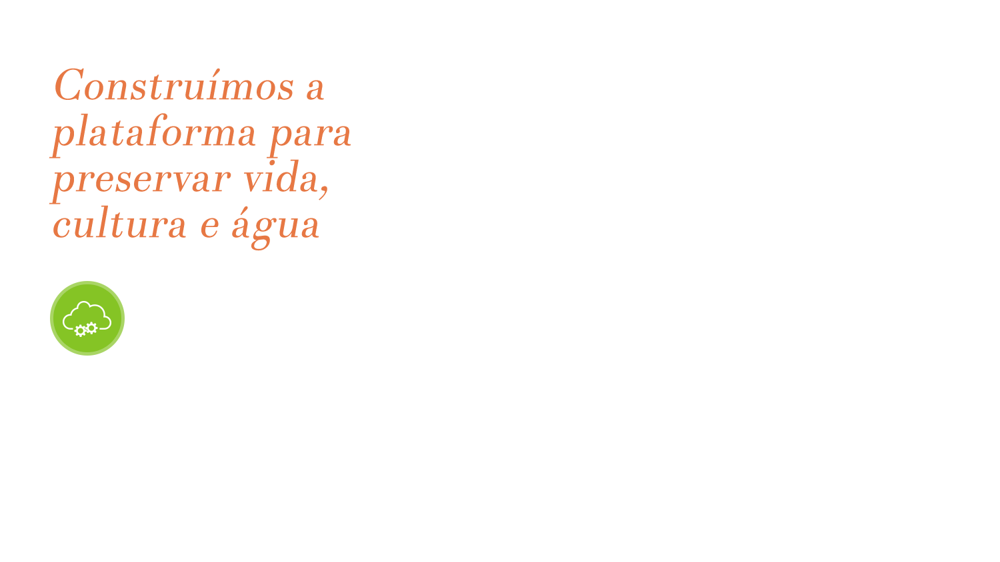 Construímos a
plataforma para
preservar vida,
cultura e água